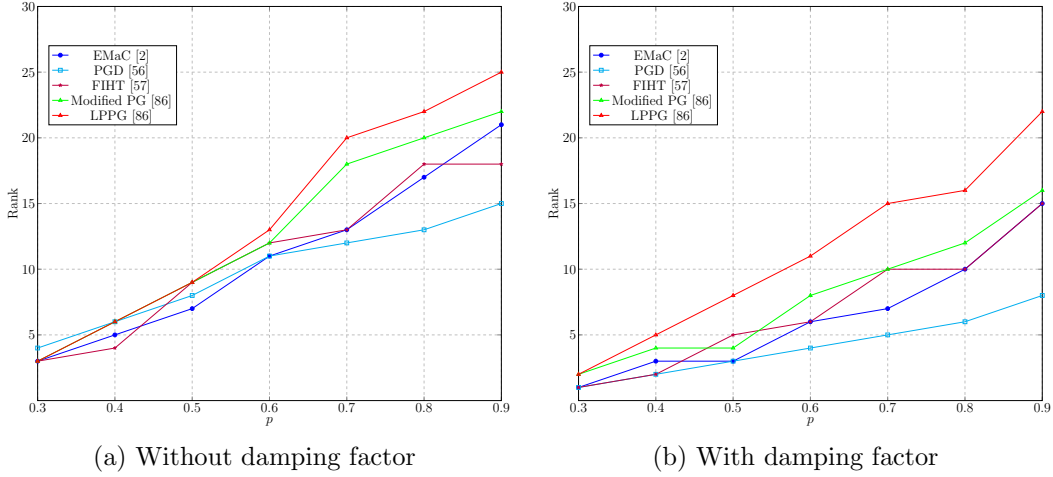 30
25
20
15
10
5
Rank
EMaC [2]
PGD [56]
FIHT [57]
Modified PG [86]
LPPG [86]
0.3 0.4 0.5 0.6 0.7 0.8 0.9
p
(a) Without damping factor
30
25
20
15
10
5
Rank
EMaC [2]
PGD [56]
FIHT [57]
Modified PG [86]
LPPG [86]
0.3 0.4 0.5 0.6 0.7 0.8 0.9
p
(b) With damping factor